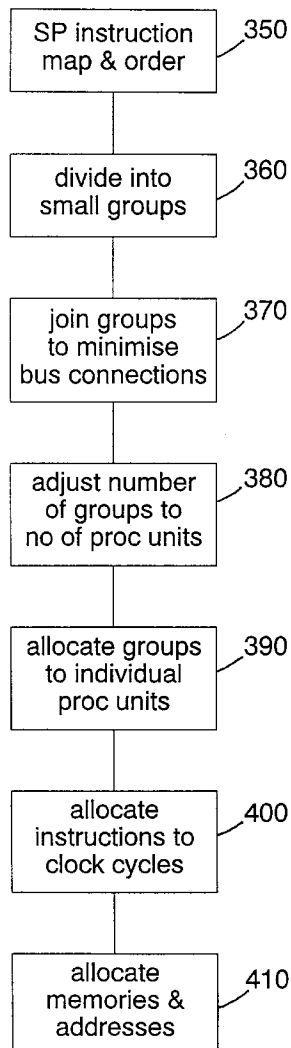 SP instruction
map & order
350
divide into
small groups
360
join groups
to minimise
bus connections
370
adjust number
of groups to
no of proc units
380
allocate groups
to individual
proc units
390
allocate
instructions to
clock cycles
400
allocate
memories &
addresses
410